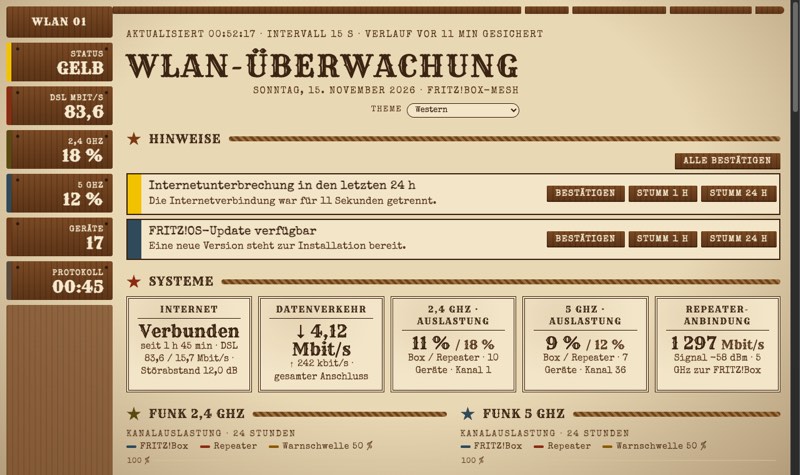 WLAN 01
STATUS
GELB
DSL MBIT/S
83,6
2,4 GHZ
18 %
5 GHZ
12 %
GERÄTE
17
PROTOKOLL
00:45
AKTUALISIERT 00:52:17 · INTERVALL 15 S · VERLAUF VOR 11 MIN GESICHERT
WLAN-ÜBERWACHUNG
SONNTAG, 15. NOVEMBER 2026 · FRITZ!BOX-MESH
THEME Western
HINWEISE
ALLE BESTÄTIGEN
Internetunterbrechung in den letzten 24 h
Die Internetverbindung war für 11 Sekunden getrennt.
BESTÄTIGEN STUMM 1 H STUMM 24 H
FRITZ!OS-Update verfügbar
Eine neue Version steht zur Installation bereit.
BESTÄTIGEN STUMM 1 H STUMM 24 H
SYSTEME
INTERNET
Verbunden
seit 1 h 45 min · DSL
83,6 / 15,7 Mbit/s ·
Störabstand 12,0 dB
DATENVERKEHR
↓ 4,12
Mbit/s
↑ 242 kbit/s ·
gesamter Anschluss
2,4 GHZ ·
AUSLASTUNG
11 % / 18 %
Box / Repeater · 10
Geräte · Kanal 1
5 GHZ ·
AUSLASTUNG
9 % / 12 %
Box / Repeater · 7
Geräte · Kanal 36
REPEATER-
ANBINDUNG
1 297 Mbit/s
Signal -58 dBm · 5
GHz zur FRITZ!Box
FUNK 2,4 GHZ
KANALAUSLASTUNG · 24 STUNDEN
FRITZ!Box Repeater Warnschwelle 50 %
100 %
FUNK 5 GHZ
KANALAUSLASTUNG · 24 STUNDEN
FRITZ!Box Repeater Warnschwelle 50 %
100 %